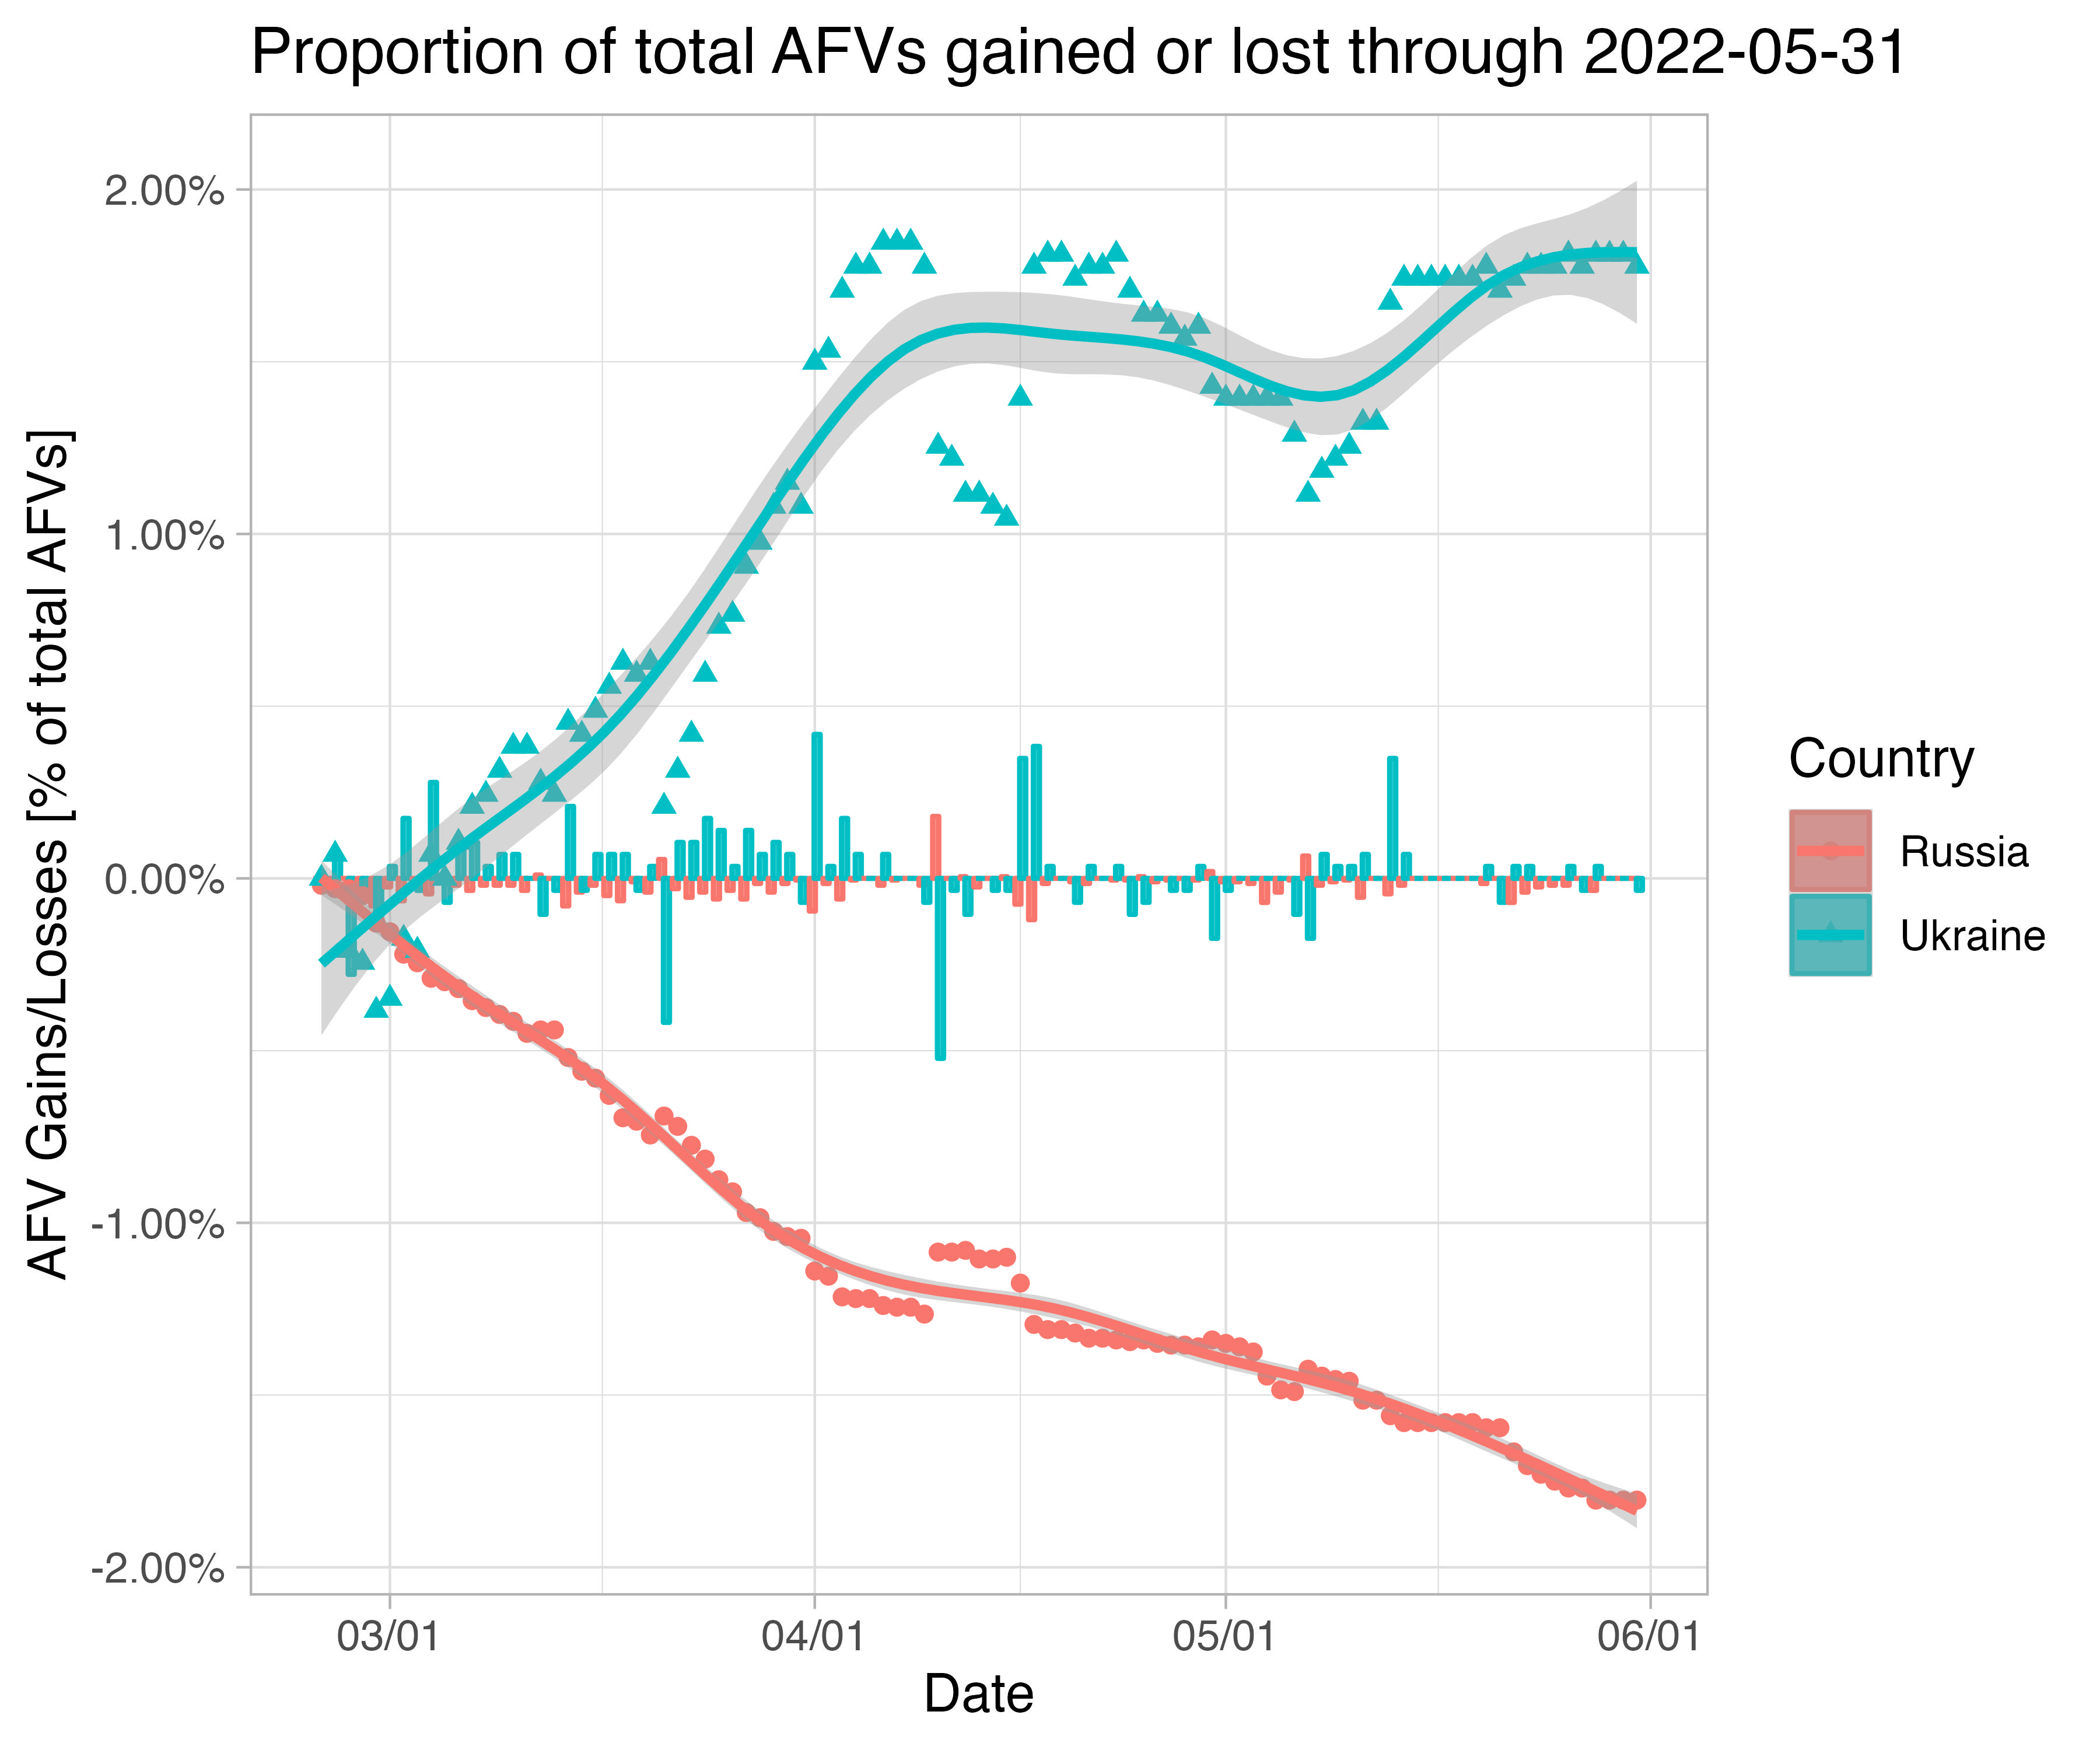 Proportion of total AFVs gained or lost through 2022-05-31
AFV Gains/Losses [% of total AFVs]
2.00%
1.00%
0.00%
-1.00%
-2.00%
03/01
04/01
05/01
06/01
Date
Country
Russia
Ukraine